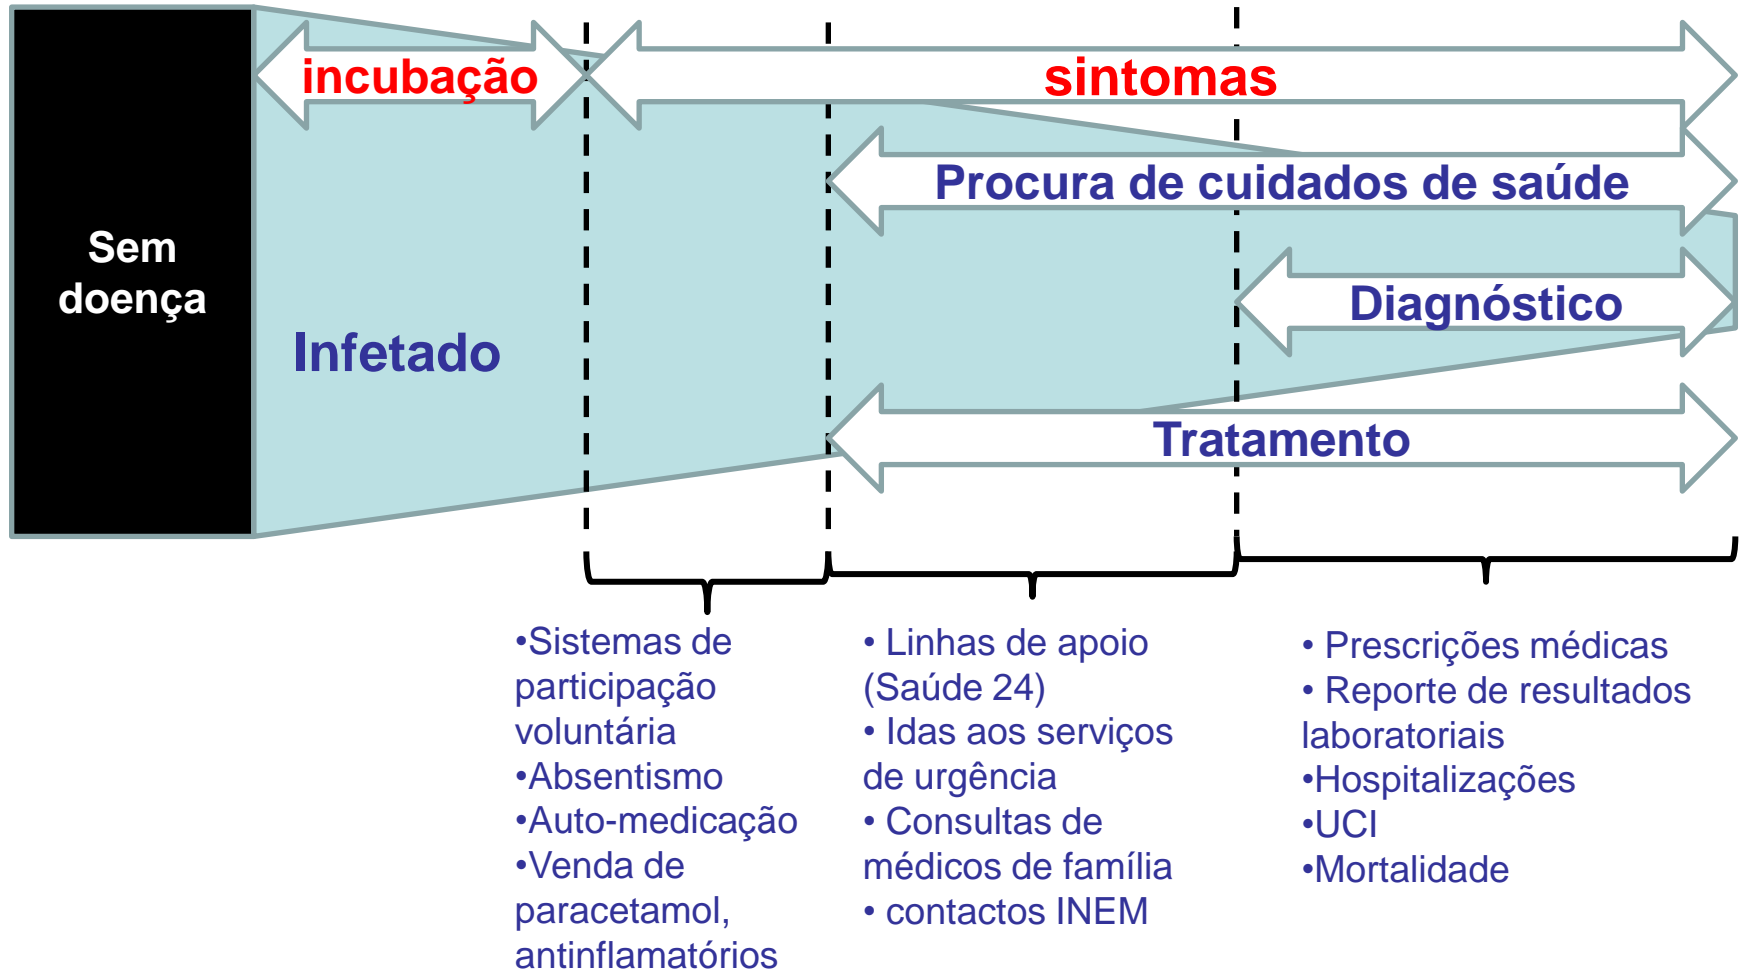 incubação
sintomas
Procura de cuidados de saúde
Sem
doença
Diagnóstico
Infetado
Tratamento
•Sistemas de
participação
voluntária
•Absentismo
•Auto-medicação
•Venda de
paracetamol,
antinflamatórios
• Linhas de apoio
(Saúde 24)
• Idas aos serviços
de urgência
• Consultas de
médicos de família
• contactos INEM
• Prescrições médicas
• Reporte de resultados
laboratoriais
•Hospitalizações
•UCI
•Mortalidade